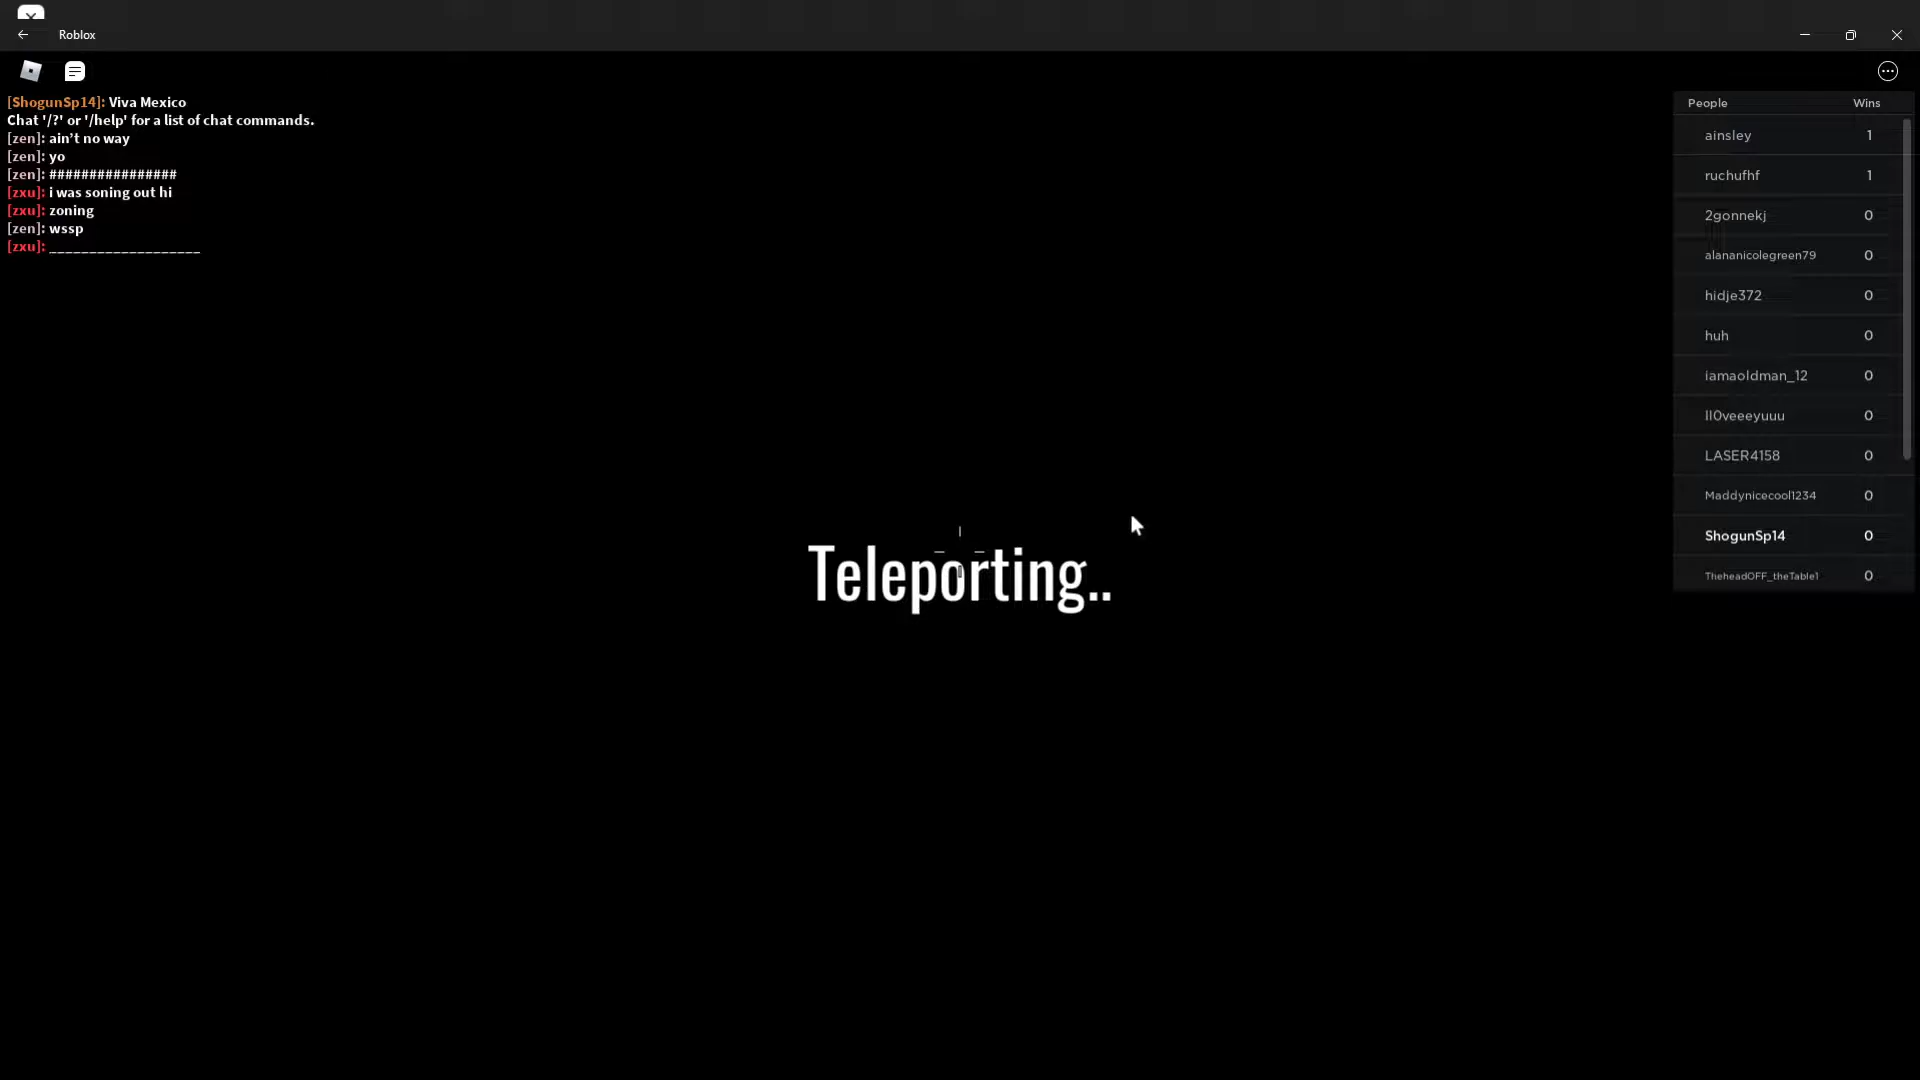 Roblox
[ShogunSp14]: Viva Mexico
Chat '/?' or '/help' for a list of chat commands.
[zen]: ain't no way
[zen]: yo
[zen]: ################
[zxu]: i was soning out hi
[zxu]: zoning
[zen]: wssp
[zxu]: ___________________
People Wins
ainsley 1
ruchufhf 1
2gonnekj 0
alananicolegreen79 0
hidje372 0
huh 0
iamaoldman_12 0
ll0veeeyuuu 0
LASER4158 0
Maddynicecool1234 0
ShogunSp14 0
TheheadOFF_theTable1 0
Teleporting..